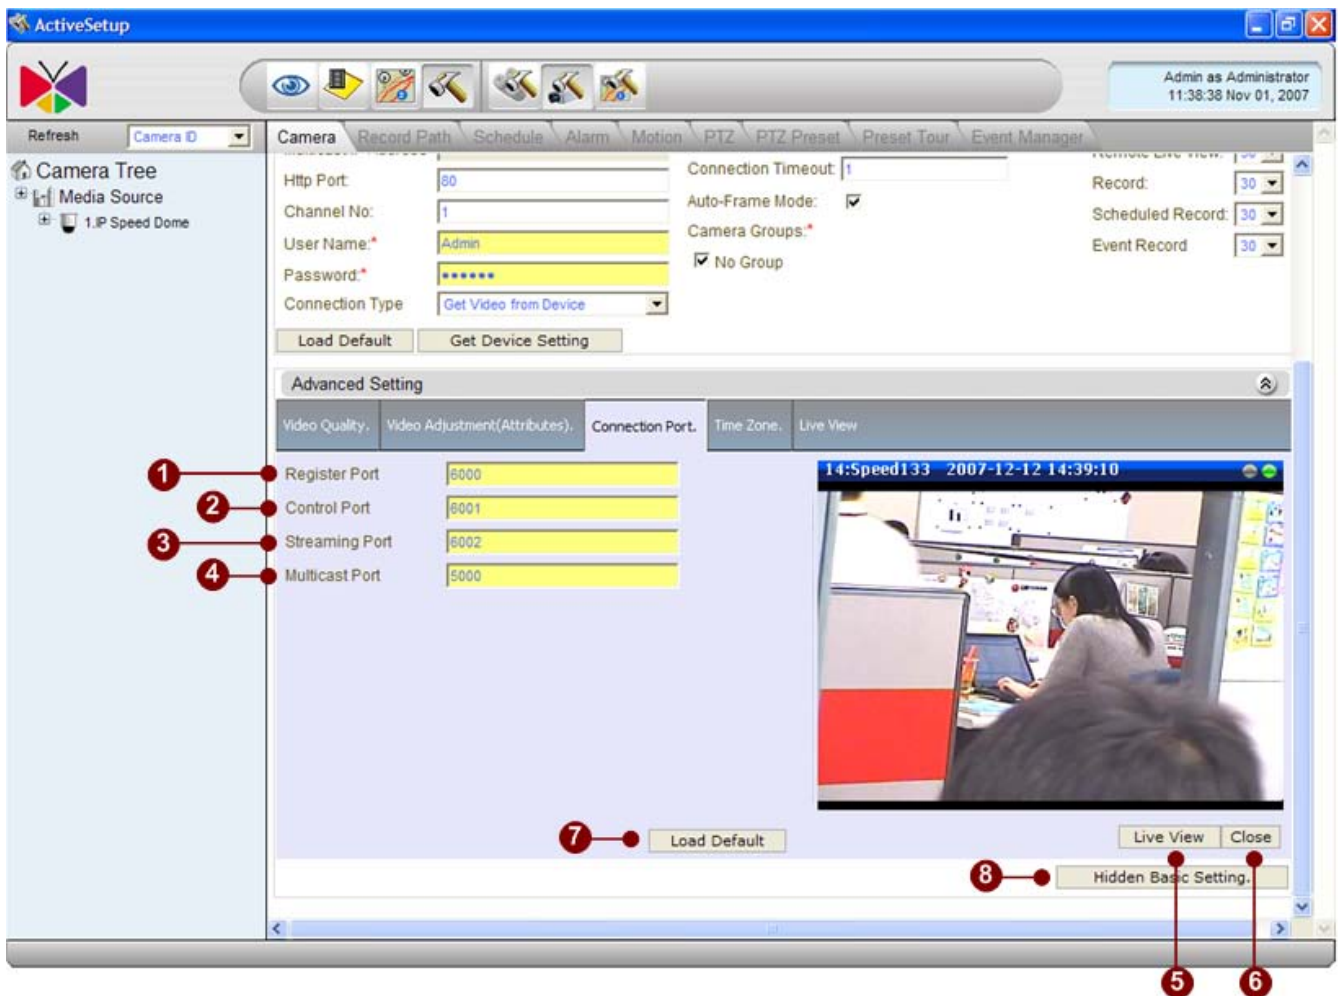 ActiveSetup
Admin as Administrator
11:38:38 Nov 01, 2007
Refresh
Camera ID
Camera Record Path Schedule Alarm Motion PTZ PTZ Preset Preset Tour Event Manager
Camera Tree
Media Source
1.IP Speed Dome
Http Port: 80
Channel No: 1
User Name:* Admin
Password:* ●●●●●●
Connection Type Get Video from Device
Connection Timeout: 1
Auto-Frame Mode:
Camera Groups:*
No Group
Remote Live View: 30
Record: 30
Scheduled Record: 30
Event Record 30
Load Default Get Device Setting
Advanced Setting
Video Quality. Video Adjustment(Attributes). Connection Port. Time Zone. Live View
1 Register Port 6000
2 Control Port 6001
3 Streaming Port 6002
4 Multicast Port 5000
14:Speed133 2007-12-12 14:39:10
7 Load Default
Live View Close
8 Hidden Basic Setting.
5 6